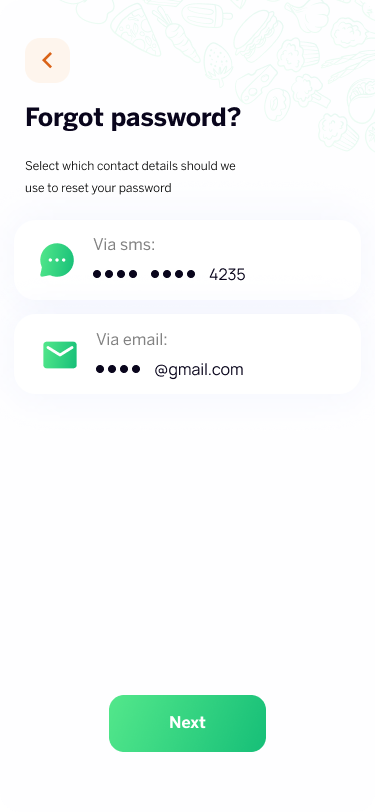 Forgot password?
Select which contact details should we
use to reset your password
Via sms:
●●●● ●●●● 4235
Via email:
●●●● @gmail.com
Next